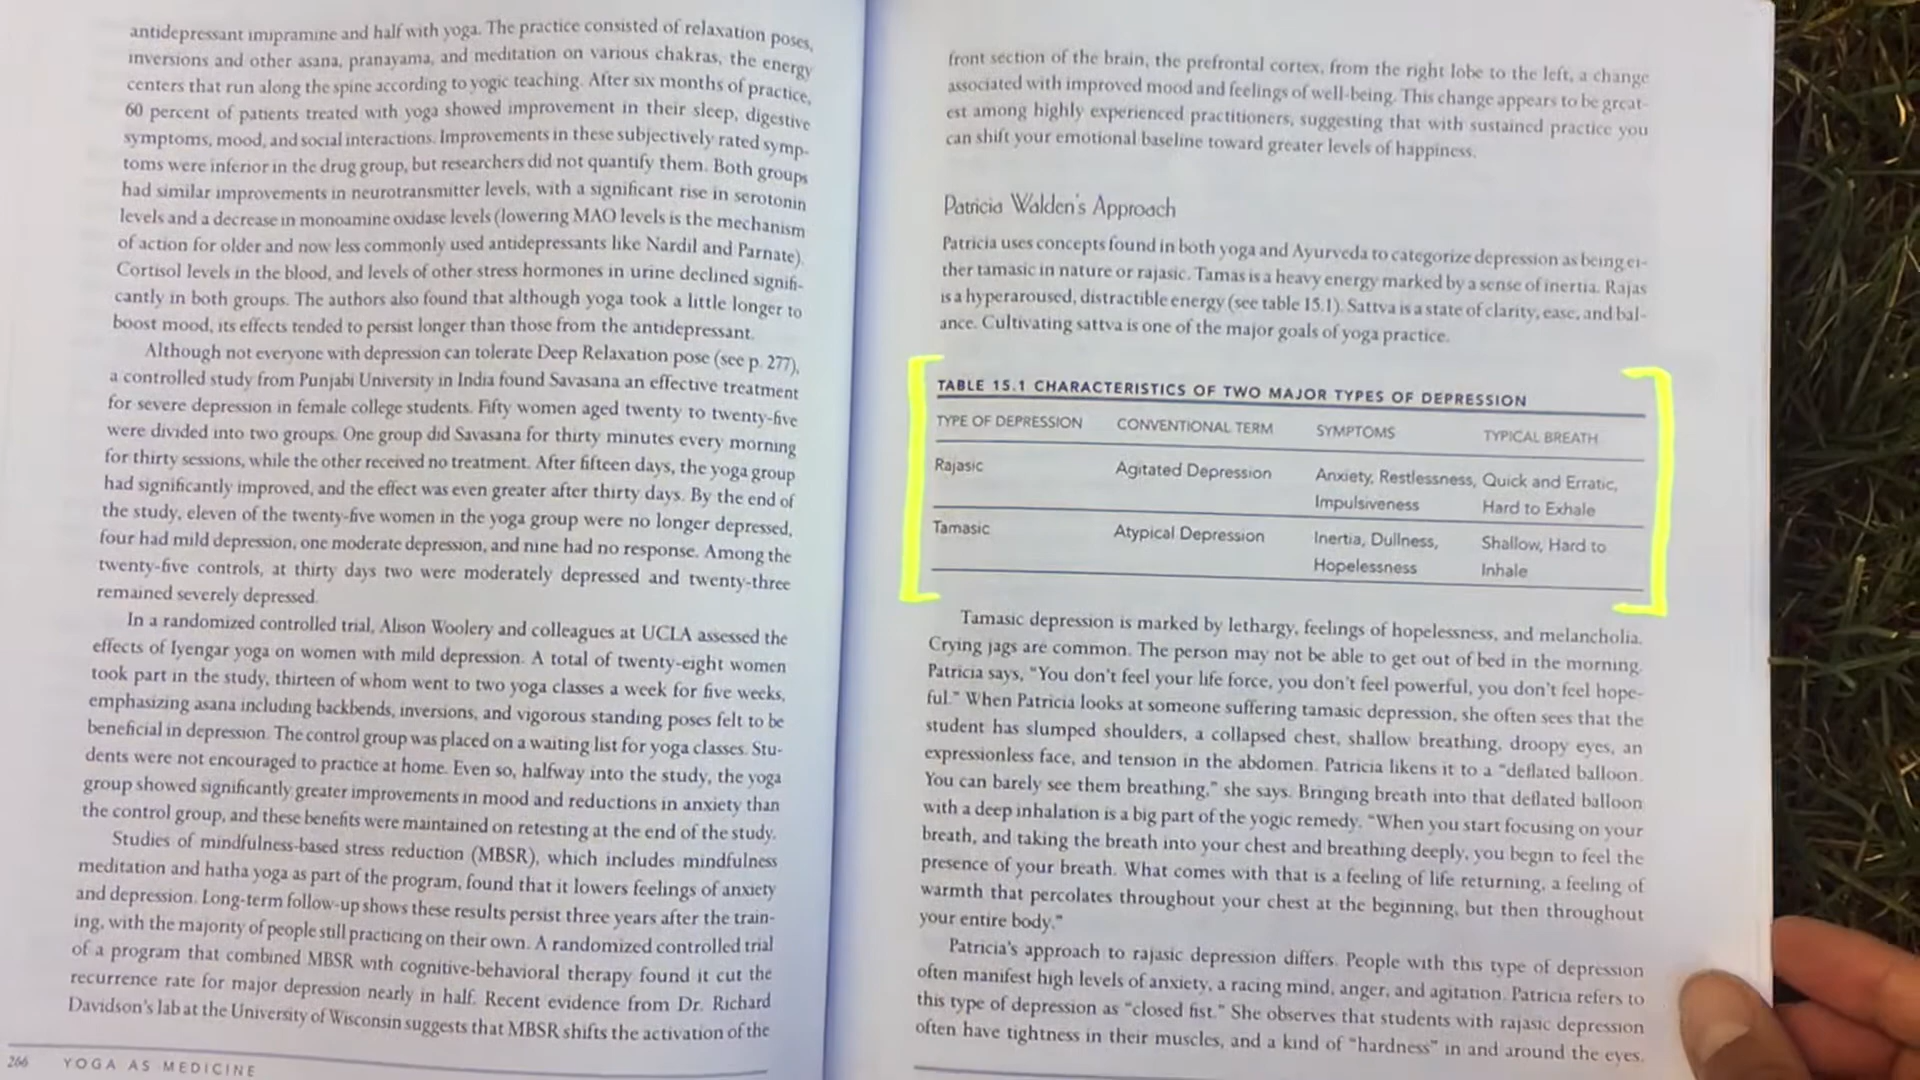 antidepressant imipramine and half with yoga. The practice consisted of relaxation poses,
inversions and other asana, pranayama, and meditation on various chakras, the energy
centers that run along the spine according to yogic teaching. After six months of practice,
60 percent of patients treated with yoga showed improvement in their sleep, digestive
symptoms, mood, and social interactions. Improvements in these subjectively rated symp-
toms were inferior in the drug group, but researchers did not quantify them. Both groups
had similar improvements in neurotransmitter levels, with a significant rise in serotonin
levels and a decrease in monoamine oxidase levels (lowering MAO levels is the mechanism
of action for older and now less commonly used antidepressants like Nardil and Parnate).
Cortisol levels in the blood, and levels of other stress hormones in urine declined signifi-
cantly in both groups. The authors also found that although yoga took a little longer to
boost mood, its effects tended to persist longer than those from the antidepressant.
Although not everyone with depression can tolerate Deep Relaxation pose (see p. 277),
a controlled study from Punjabi University in India found Savasana an effective treatment
for severe depression in female college students. Fifty women aged twenty to twenty-five
were divided into two groups. One group did Savasana for thirty minutes every morning
for thirty sessions, while the other received no treatment. After fifteen days, the yoga group
had significantly improved, and the effect was even greater after thirty days. By the end of
the study, eleven of the twenty-five women in the yoga group were no longer depressed,
four had mild depression, one moderate depression, and nine had no response. Among the
twenty-five controls, at thirty days two were moderately depressed and twenty-three
remained severely depressed.
In a randomized controlled trial, Alison Woolery and colleagues at UCLA assessed the
effects of Iyengar yoga on women with mild depression. A total of twenty-eight women
took part in the study, thirteen of whom went to two yoga classes a week for five weeks,
emphasizing asana including backbends, inversions, and vigorous standing poses felt to be
beneficial in depression. The control group was placed on a waiting list for yoga classes. Stu-
dents were not encouraged to practice at home. Even so, halfway into the study, the yoga
group showed significantly greater improvements in mood and reductions in anxiety than
the control group, and these benefits were maintained on retesting at the end of the study.
Studies of mindfulness-based stress reduction (MBSR), which includes mindfulness
meditation and hatha yoga as part of the program, found that it lowers feelings of anxiety
and depression. Long-term follow-up shows these results persist three years after the train-
ing, with the majority of people still practicing on their own. A randomized controlled trial
of a program that combined MBSR with cognitive-behavioral therapy found it cut the
recurrence rate for major depression nearly in half. Recent evidence from Dr. Richard
Davidson's lab at the University of Wisconsin suggests that MBSR shifts the activation of the
266 YOGA AS MEDICINE
front section of the brain, the prefrontal cortex, from the right lobe to the left, a change
associated with improved mood and feelings of well-being. This change appears to be great-
est among highly experienced practitioners, suggesting that with sustained practice you
can shift your emotional baseline toward greater levels of happiness.
Patricia Walden's Approach
Patricia uses concepts found in both yoga and Ayurveda to categorize depression as being ei-
ther tamasic in nature or rajasic. Tamas is a heavy energy marked by a sense of inertia. Rajas
is a hyperaroused, distractible energy (see table 15.1). Sattva is a state of clarity, ease, and bal-
ance. Cultivating sattva is one of the major goals of yoga practice.
TABLE 15.1 CHARACTERISTICS OF TWO MAJOR TYPES OF DEPRESSION
TYPE OF DEPRESSION CONVENTIONAL TERM SYMPTOMS TYPICAL BREATH
Rajasic Agitated Depression Anxiety, Restlessness, Quick and Erratic,
Impulsiveness Hard to Exhale
Tamasic Atypical Depression Inertia, Dullness, Shallow, Hard to
Hopelessness Inhale
Tamasic depression is marked by lethargy, feelings of hopelessness, and melancholia.
Crying jags are common. The person may not be able to get out of bed in the morning.
Patricia says, "You don't feel your life force, you don't feel powerful, you don't feel hope-
ful." When Patricia looks at someone suffering tamasic depression, she often sees that the
student has slumped shoulders, a collapsed chest, shallow breathing, droopy eyes, an
expressionless face, and tension in the abdomen. Patricia likens it to a "deflated balloon.
You can barely see them breathing," she says. Bringing breath into that deflated balloon
with a deep inhalation is a big part of the yogic remedy. "When you start focusing on your
breath, and taking the breath into your chest and breathing deeply, you begin to feel the
presence of your breath. What comes with that is a feeling of life returning, a feeling of
warmth that percolates throughout your chest at the beginning, but then throughout
your entire body."
Patricia's approach to rajasic depression differs. People with this type of depression
often manifest high levels of anxiety, a racing mind, anger, and agitation. Patricia refers to
this type of depression as "closed fist." She observes that students with rajasic depression
often have tightness in their muscles, and a kind of "hardness" in and around the eyes.